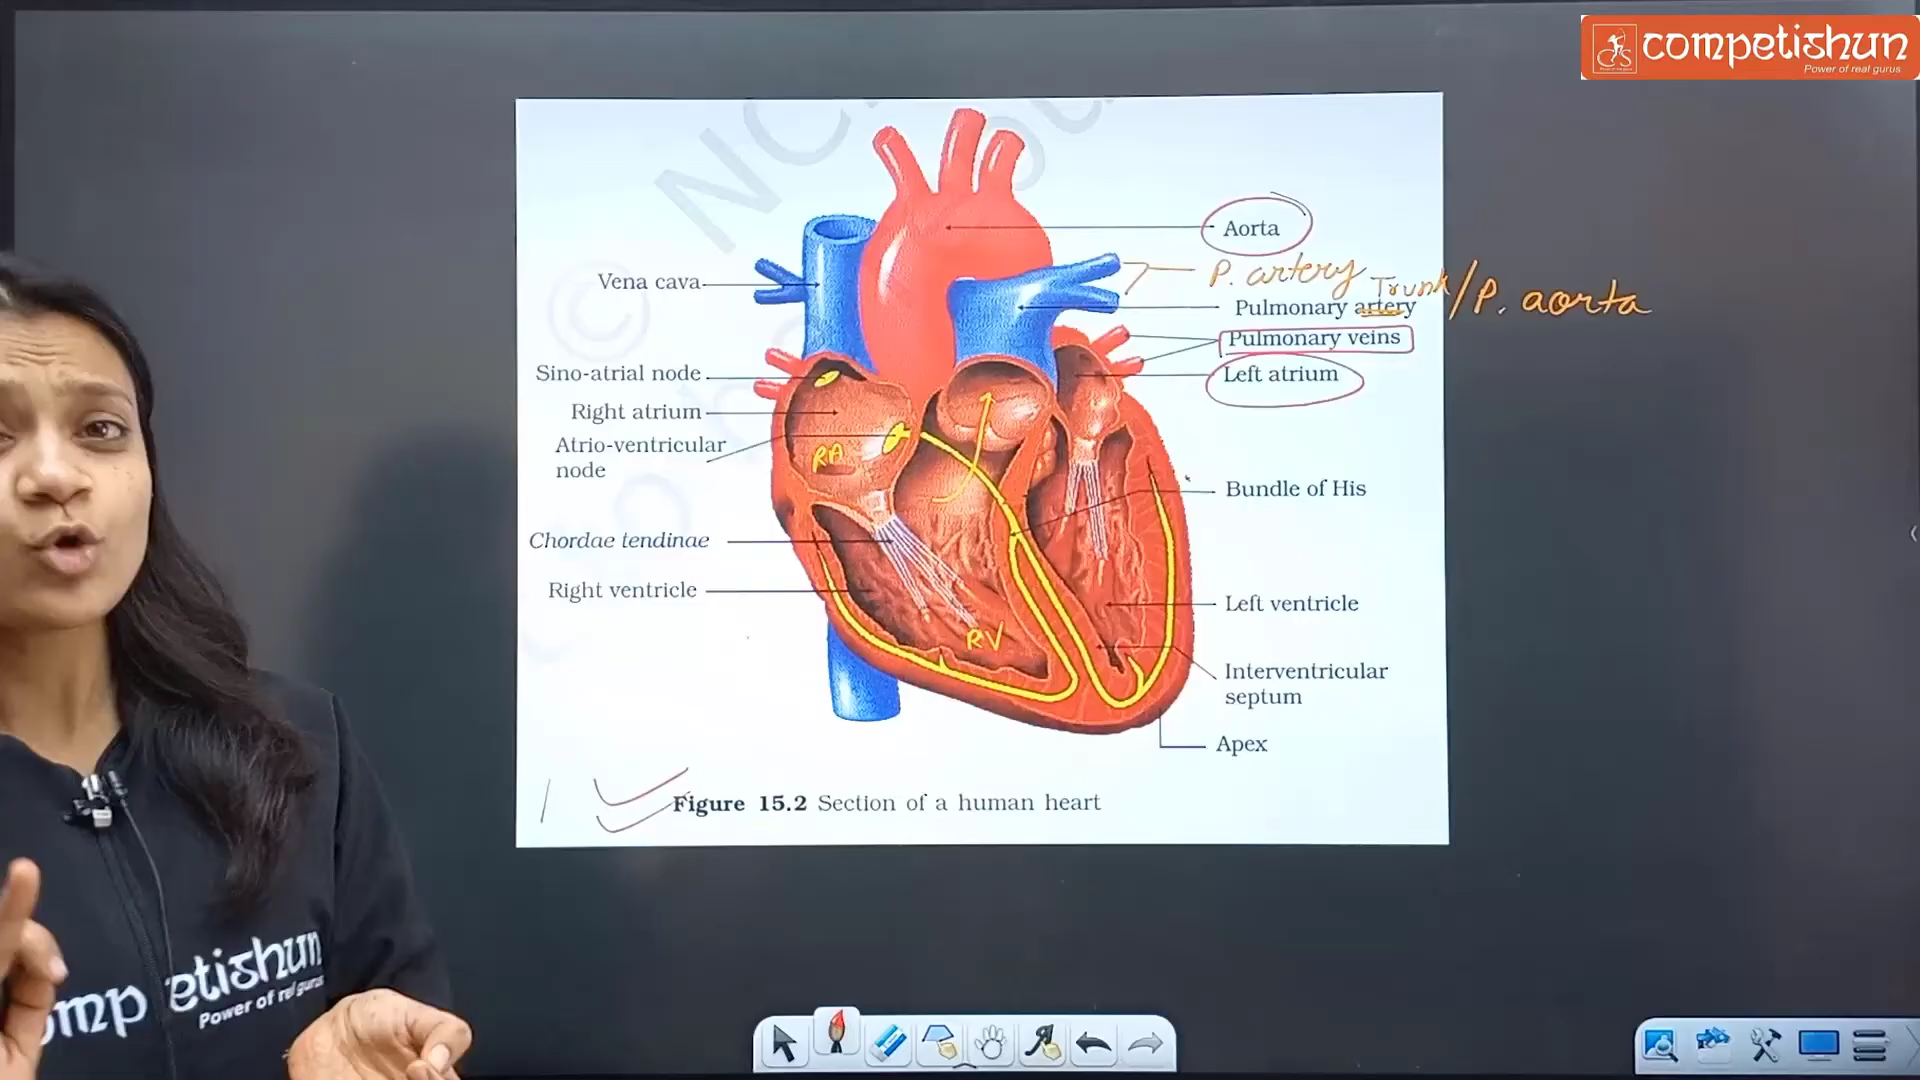 competishun
Power of real gurus
Aorta
P. artery
Trunk / P. aorta
Vena cava
Pulmonary artery
Pulmonary veins
Sino-atrial node
Left atrium
Right atrium
Atrio-ventricular
node
RA
Bundle of His
Chordae tendinae
Right ventricle
Left ventricle
RV
Interventricular
septum
Apex
Figure 15.2 Section of a human heart
etishun
Power of rel gurus